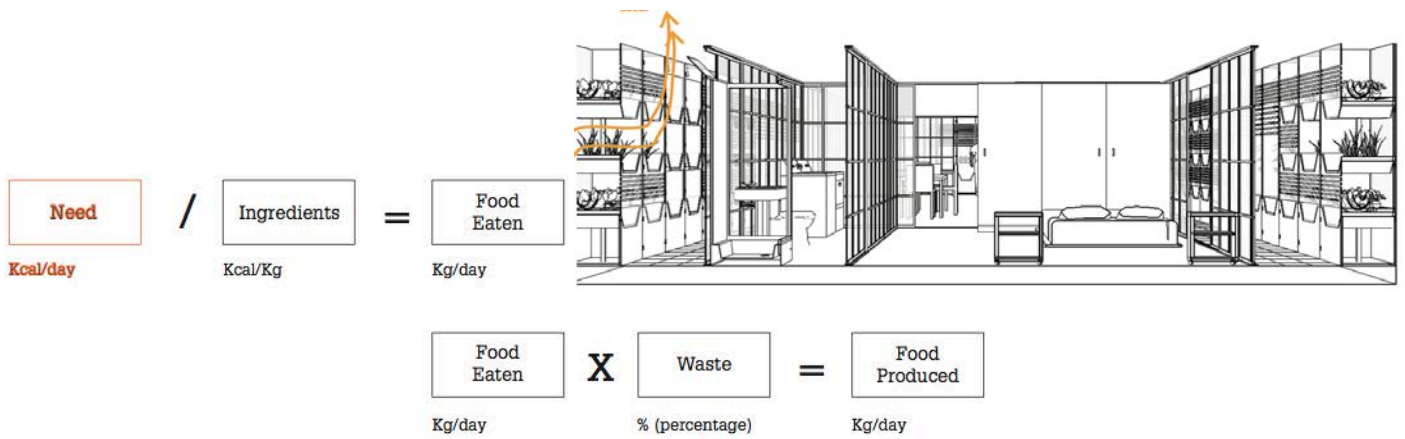 Need
/
Ingredients
=
Food
Eaten
Kcal/day
Kcal/Kg
Kg/day
Food
Eaten
X
Waste
=
Food
Produced
Kg/day
% (percentage)
Kg/day